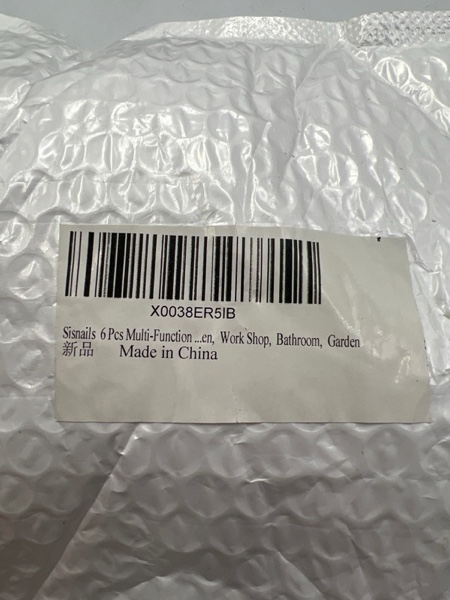 X0038ER5IB
Sisnails 6 Pcs Multi-Function ...en, Work Shop, Bathroom, Garden
新品 Made in China